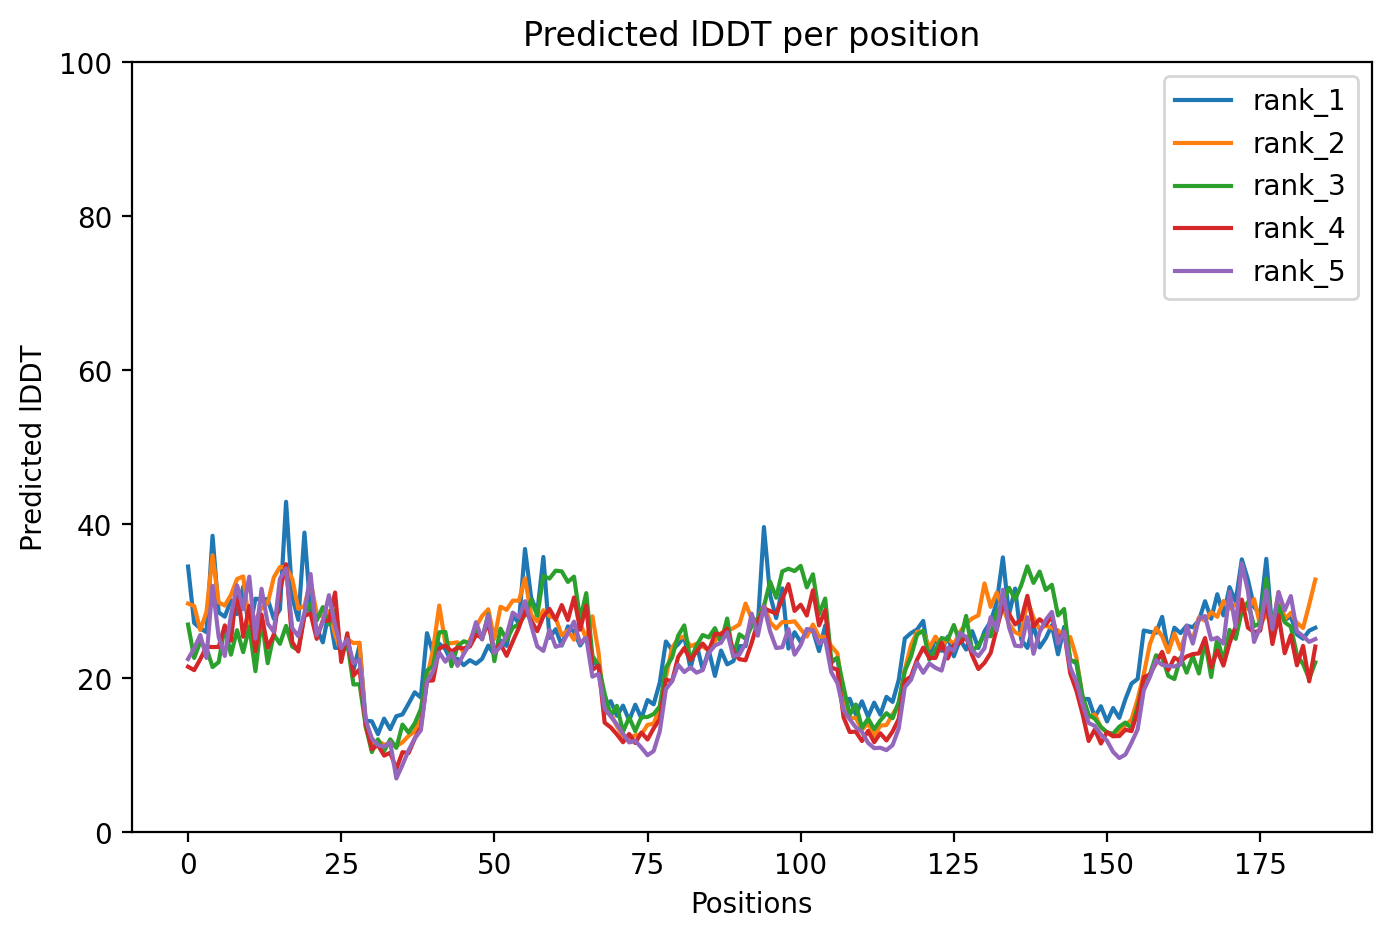 Predicted lDDT per position
100
80
60
40
20
0
Predicted lDDT
rank_1
rank_2
rank_3
rank_4
rank_5
0 25 50 75 100 125 150 175
Positions